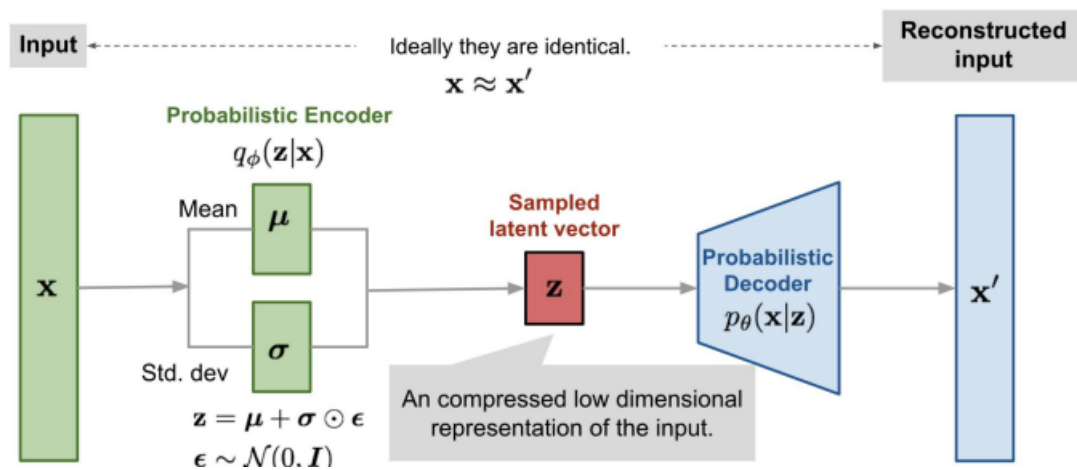 Input
Ideally they are identical.
x ≈ x′
Reconstructed
input
Probabilistic Encoder
qϕ(z|x)
Mean
μ
x
σ
Std. dev
z = μ + σ ⊙ ϵ
ϵ ∼ 𝒩(0, I)
Sampled
latent vector
z
An compressed low dimensional
representation of the input.
Probabilistic
Decoder
pθ(x|z)
x′